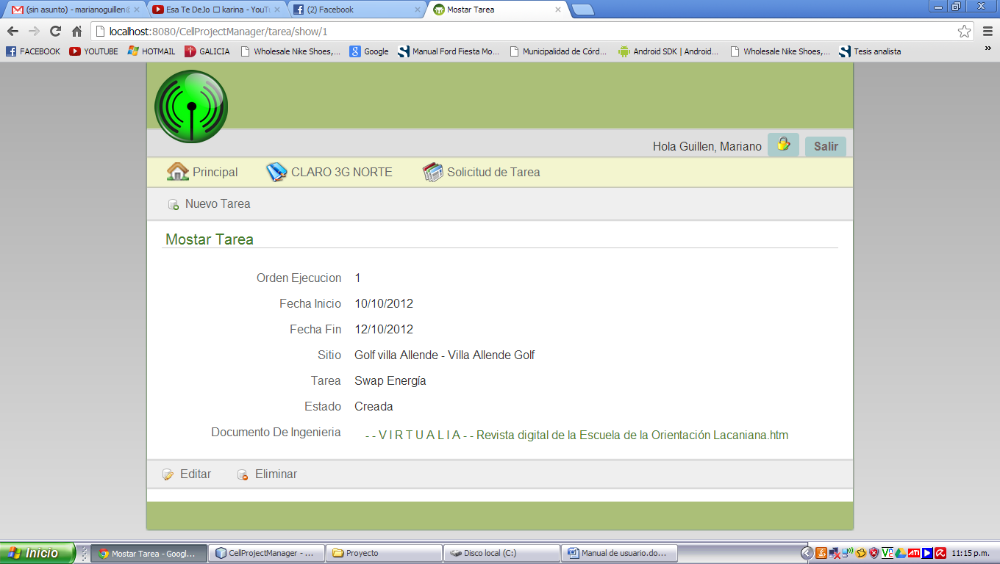 (sin asunto) - marianoguillen@
Esa Te DeJo □ karina - YouTu
(2) Facebook
Mostar Tarea
localhost:8080/CellProjectManager/tarea/show/1
FACEBOOK YOUTUBE HOTMAIL GALICIA Wholesale Nike Shoes,... Google Manual Ford Fiesta Mo... Municipalidad de Córd... Android SDK | Android... Wholesale Nike Shoes,... Tesis analista »
Hola Guillen, Mariano Salir
Principal CLARO 3G NORTE Solicitud de Tarea
Nuevo Tarea
Mostar Tarea
Orden Ejecucion 1
Fecha Inicio 10/10/2012
Fecha Fin 12/10/2012
Sitio Golf villa Allende - Villa Allende Golf
Tarea Swap Energía
Estado Creada
Documento De Ingenieria - - V I R T U A L I A - - Revista digital de la Escuela de la Orientación Lacaniana.htm
Editar Eliminar
Inicio Mostar Tarea - Googl... CellProjectManager - ... Proyecto Disco local (C:) Manual de usuario.do... 11:15 p.m.